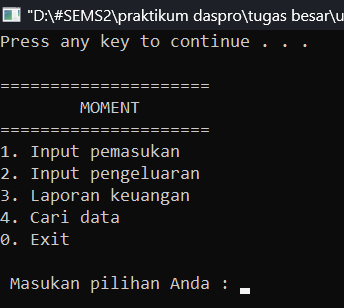 "D:\#SEMS2\praktikum daspro\tugas besar\u
Press any key to continue . . .
=====================
MOMENT
=====================
1. Input pemasukan
2. Input pengeluaran
3. Laporan keuangan
4. Cari data
0. Exit
Masukan pilihan Anda : _